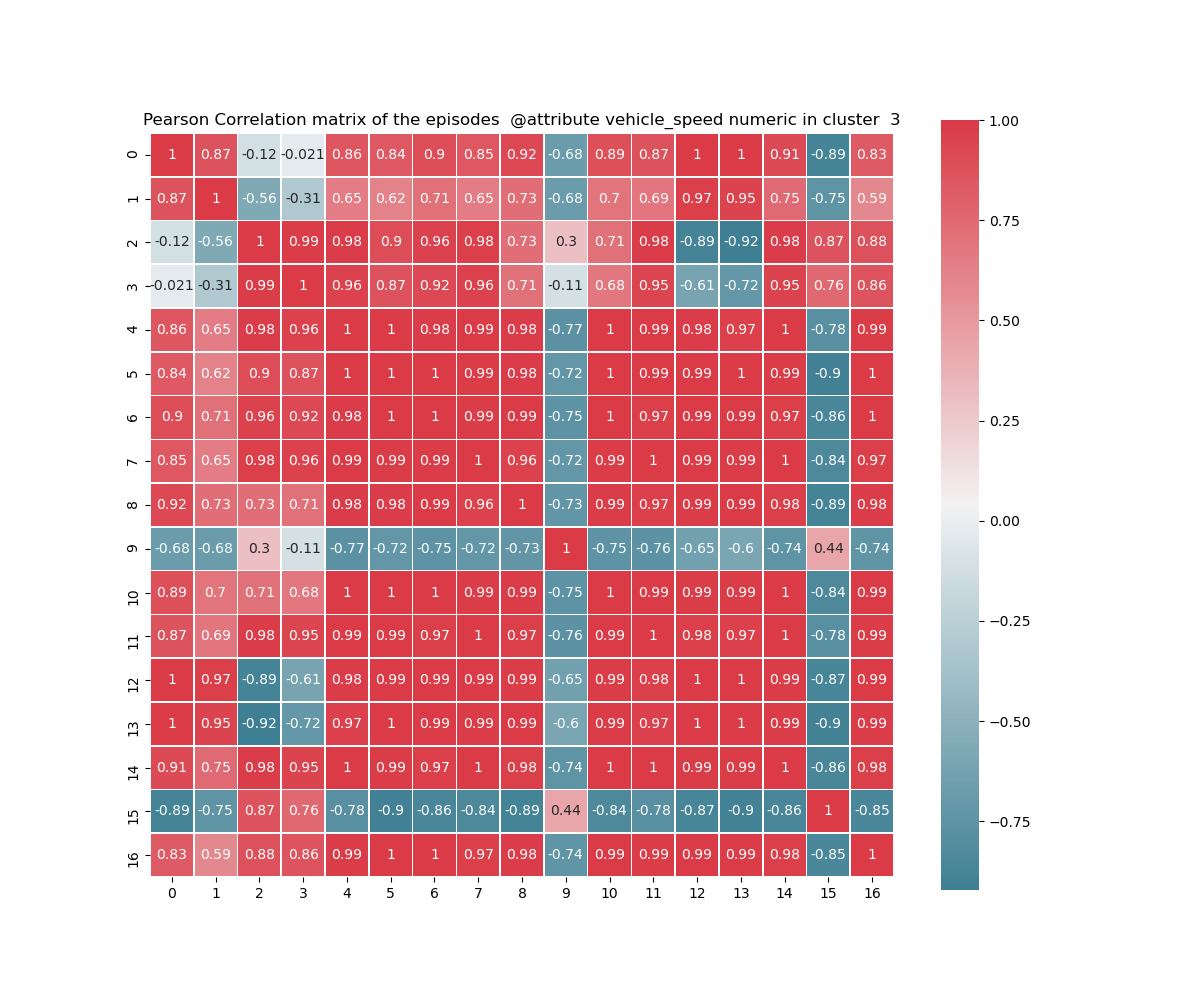 Pearson Correlation matrix of the episodes  @attribute vehicle_speed numeric in cluster  3
0 1 0.87 -0.12 -0.021 0.86 0.84 0.9 0.85 0.92 -0.68 0.89 0.87 1 1 0.91 -0.89 0.83
1 0.87 1 -0.56 -0.31 0.65 0.62 0.71 0.65 0.73 -0.68 0.7 0.69 0.97 0.95 0.75 -0.75 0.59
2 -0.12 -0.56 1 0.99 0.98 0.9 0.96 0.98 0.73 0.3 0.71 0.98 -0.89 -0.92 0.98 0.87 0.88
3 -0.021 -0.31 0.99 1 0.96 0.87 0.92 0.96 0.71 -0.11 0.68 0.95 -0.61 -0.72 0.95 0.76 0.86
4 0.86 0.65 0.98 0.96 1 1 0.98 0.99 0.98 -0.77 1 0.99 0.98 0.97 1 -0.78 0.99
5 0.84 0.62 0.9 0.87 1 1 1 0.99 0.98 -0.72 1 0.99 0.99 1 0.99 -0.9 1
6 0.9 0.71 0.96 0.92 0.98 1 1 0.99 0.99 -0.75 1 0.97 0.99 0.99 0.97 -0.86 1
7 0.85 0.65 0.98 0.96 0.99 0.99 0.99 1 0.96 -0.72 0.99 1 0.99 0.99 1 -0.84 0.97
8 0.92 0.73 0.73 0.71 0.98 0.98 0.99 0.96 1 -0.73 0.99 0.97 0.99 0.99 0.98 -0.89 0.98
9 -0.68 -0.68 0.3 -0.11 -0.77 -0.72 -0.75 -0.72 -0.73 1 -0.75 -0.76 -0.65 -0.6 -0.74 0.44 -0.74
10 0.89 0.7 0.71 0.68 1 1 1 0.99 0.99 -0.75 1 0.99 0.99 0.99 1 -0.84 0.99
11 0.87 0.69 0.98 0.95 0.99 0.99 0.97 1 0.97 -0.76 0.99 1 0.98 0.97 1 -0.78 0.99
12 1 0.97 -0.89 -0.61 0.98 0.99 0.99 0.99 0.99 -0.65 0.99 0.98 1 1 0.99 -0.87 0.99
13 1 0.95 -0.92 -0.72 0.97 1 0.99 0.99 0.99 -0.6 0.99 0.97 1 1 0.99 -0.9 0.99
14 0.91 0.75 0.98 0.95 1 0.99 0.97 1 0.98 -0.74 1 1 0.99 0.99 1 -0.86 0.98
15 -0.89 -0.75 0.87 0.76 -0.78 -0.9 -0.86 -0.84 -0.89 0.44 -0.84 -0.78 -0.87 -0.9 -0.86 1 -0.85
16 0.83 0.59 0.88 0.86 0.99 1 1 0.97 0.98 -0.74 0.99 0.99 0.99 0.99 0.98 -0.85 1
0 1 2 3 4 5 6 7 8 9 10 11 12 13 14 15 16
1.00
0.75
0.50
0.25
0.00
−0.25
−0.50
−0.75